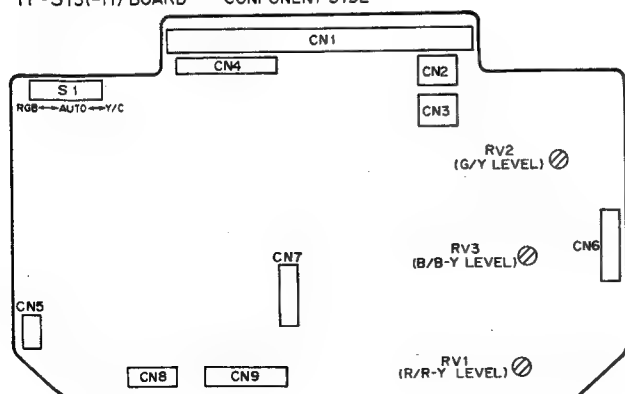 BOARD
COMPONENT SIDE
CN1
CN4
CN2
S1
RGB↔AUTO↔Y/C
CN3
RV2
(G/Y LEVEL)
RV3
(B/B-Y LEVEL)
CN6
CN7
CN5
RV1
(R/R-Y LEVEL)
CN8
CN9